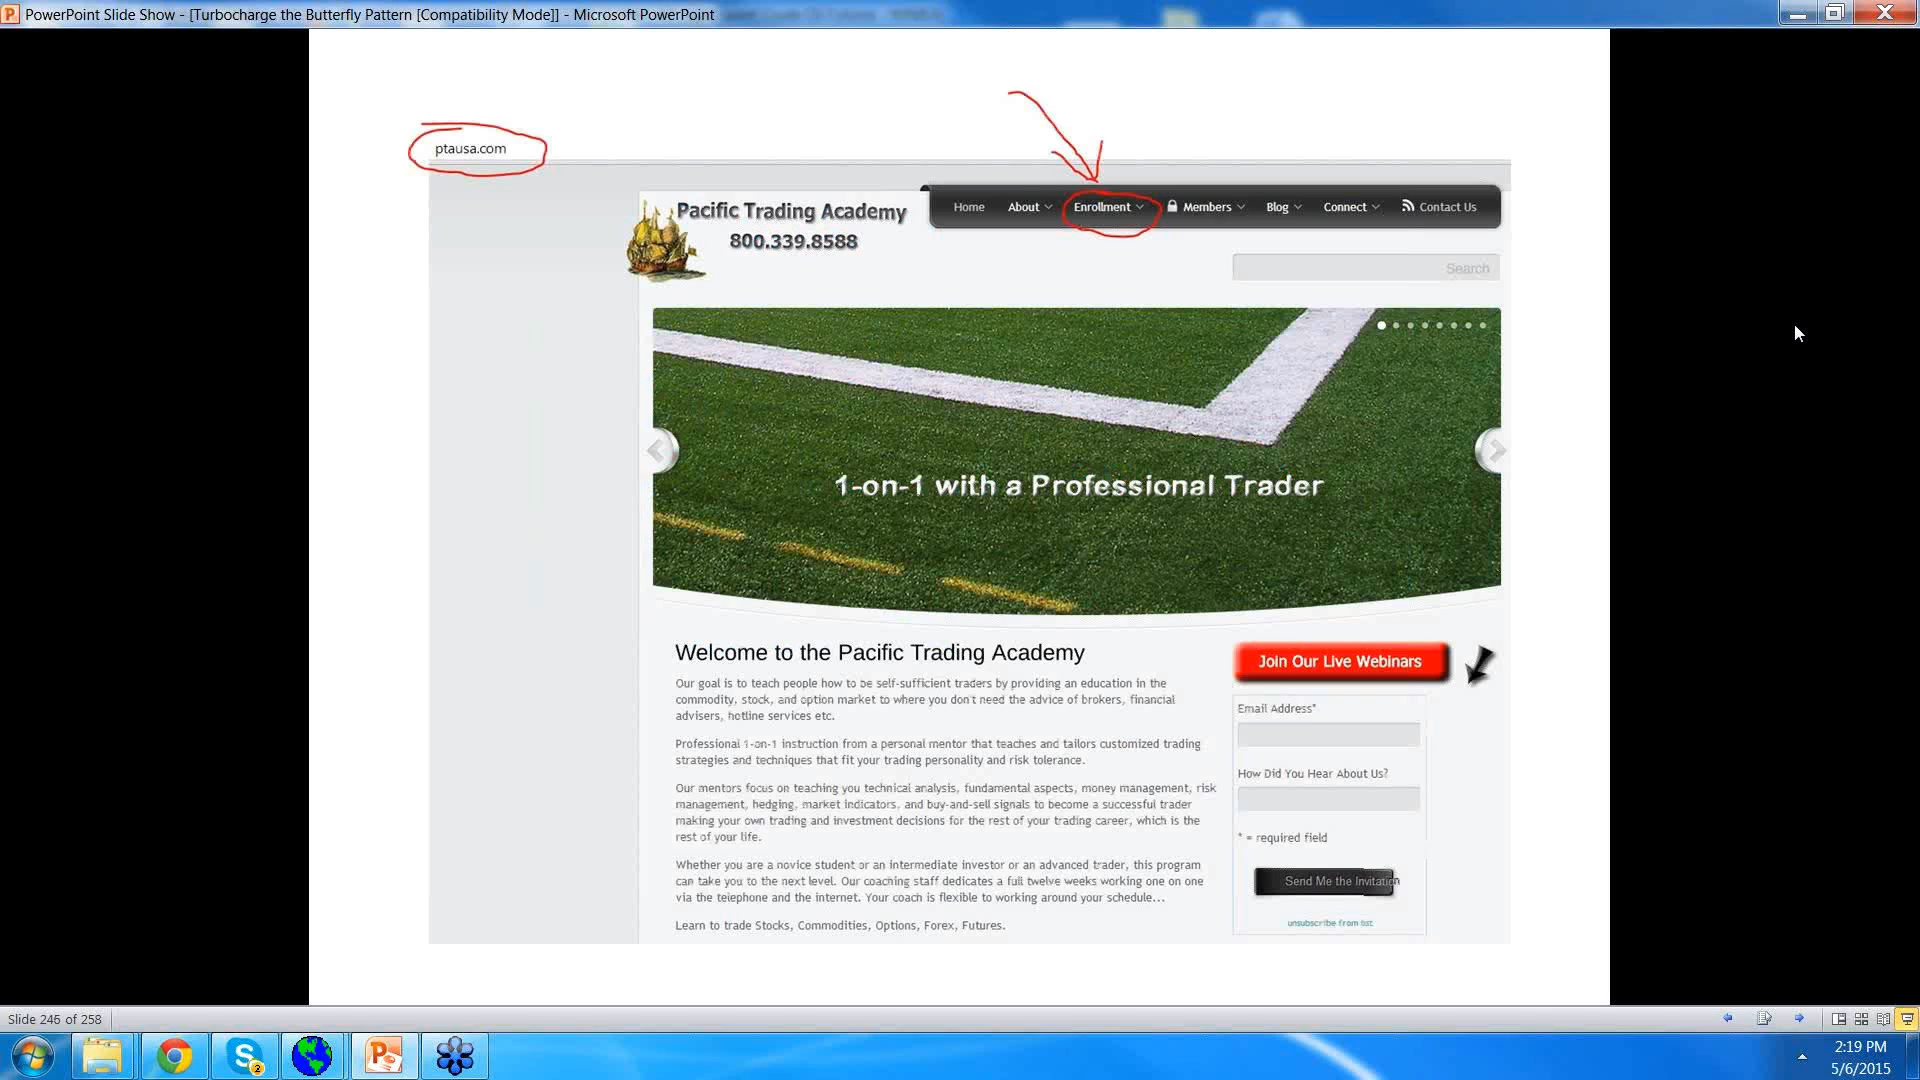 PowerPoint Slide Show - [Turbocharge the Butterfly Pattern [Compatibility Mode]] - Microsoft PowerPoint
ptausa.com
Pacific Trading Academy
800.339.8588
Home About Enrollment Members Blog Connect Contact Us
Search
1-on-1 with a Professional Trader
Welcome to the Pacific Trading Academy
Our goal is to teach people how to be self-sufficient traders by providing an education in the
commodity, stock, and option market to where you don't need the advice of brokers, financial
advisers, hotline services etc.
Professional 1-on-1 instruction from a personal mentor that teaches and tailors customized trading
strategies and techniques that fit your trading personality and risk tolerance.
Our mentors focus on teaching you technical analysis, fundamental aspects, money management, risk
management, hedging, market indicators, and buy-and-sell signals to become a successful trader
making your own trading and investment decisions for the rest of your trading career, which is the
rest of your life.
Whether you are a novice student or an intermediate investor or an advanced trader, this program
can take you to the next level. Our coaching staff dedicates a full twelve weeks working one on one
via the telephone and the internet. Your coach is flexible to working around your schedule...
Learn to trade Stocks, Commodities, Options, Forex, Futures.
Join Our Live Webinars
Email Address*
How Did You Hear About Us?
* = required field
Send Me the Invitation
unsubscribe from list
Slide 246 of 258
2
2:19 PM
5/6/2015